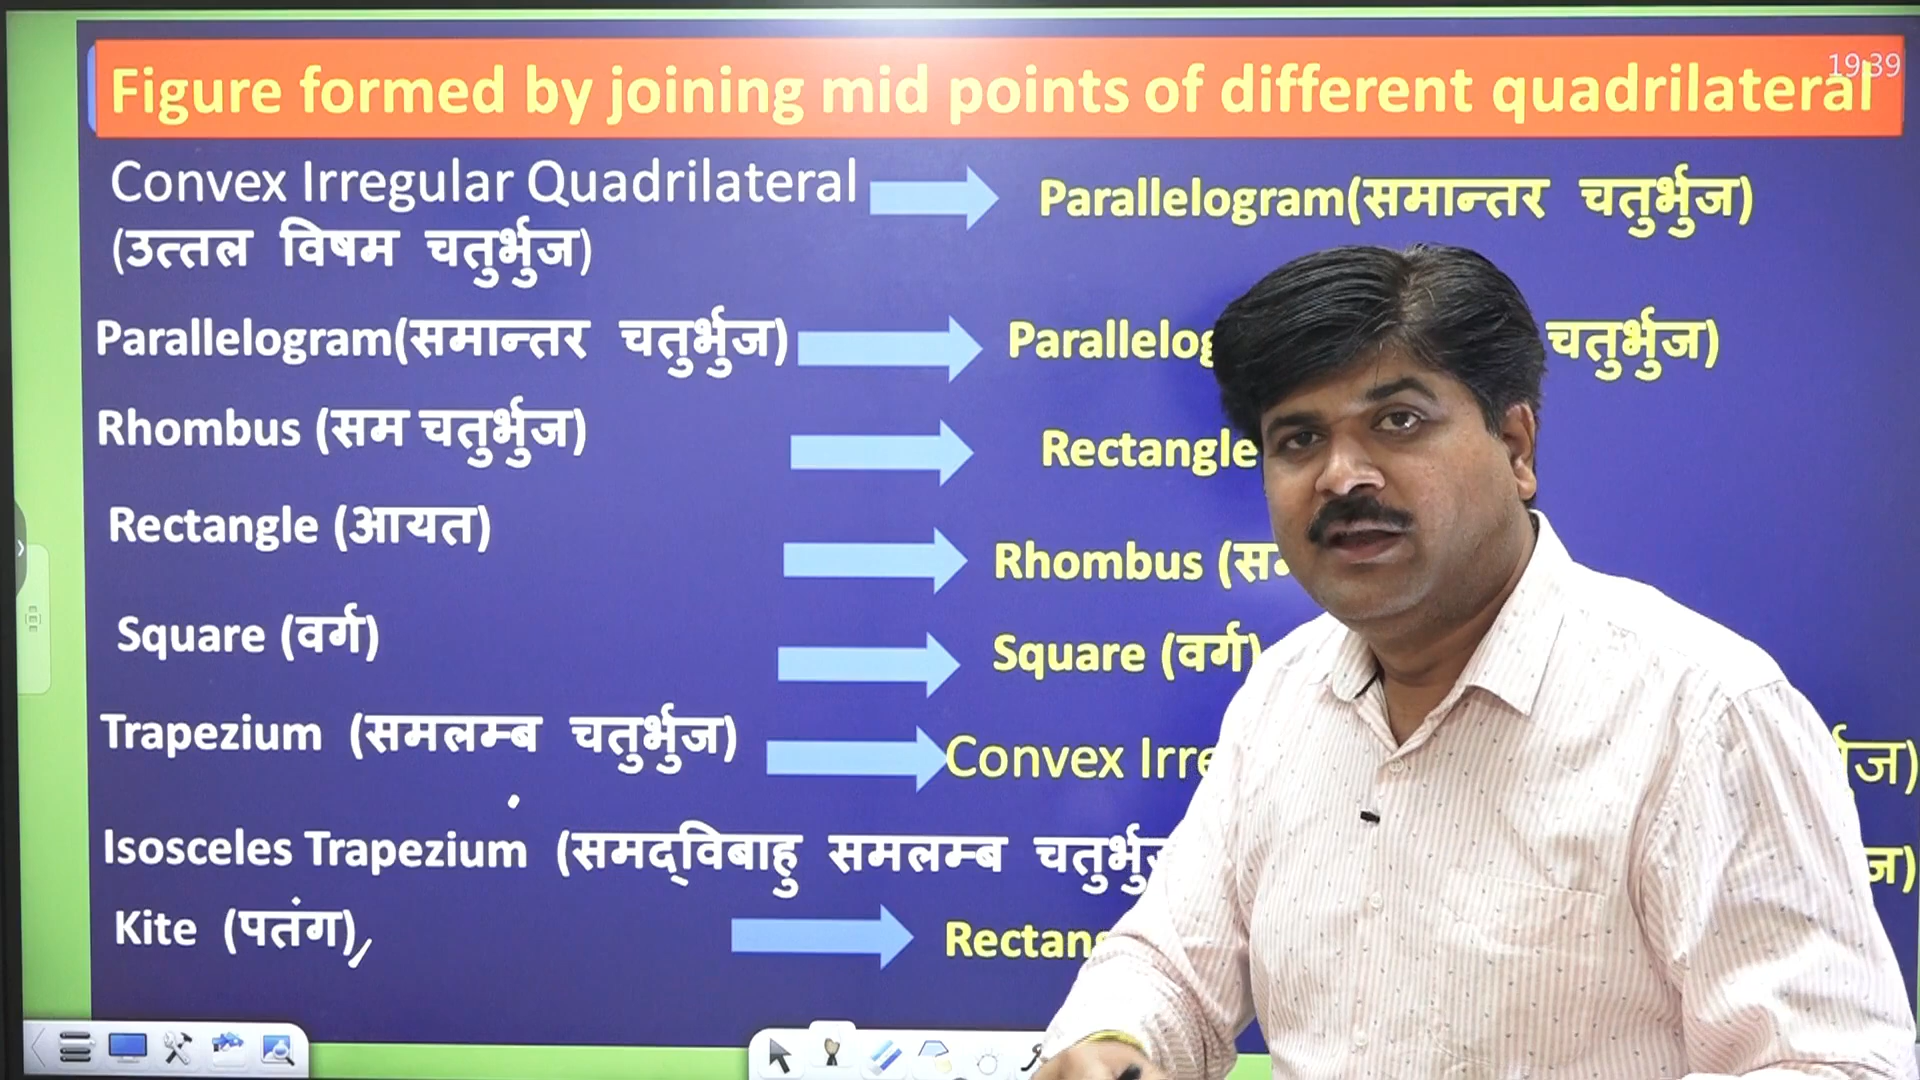 19:39
Figure formed by joining mid points of different quadrilateral
Convex Irregular Quadrilateral
Parallelogram(समान्तर चतुर्भुज)
(उत्तल विषम चतुर्भुज)
Parallelogram(समान्तर चतुर्भुज)
चतुर्भुज)
Rhombus (सम चतुर्भुज)
Rectangle
Rectangle (आयत)
Rhombus
Square (वर्ग)
Square (वर्ग)
Trapezium (समलम्ब चतुर्भुज)
Convex
Isosceles Trapezium (समद्विबाहु समलम्ब
Kite (पतंग)